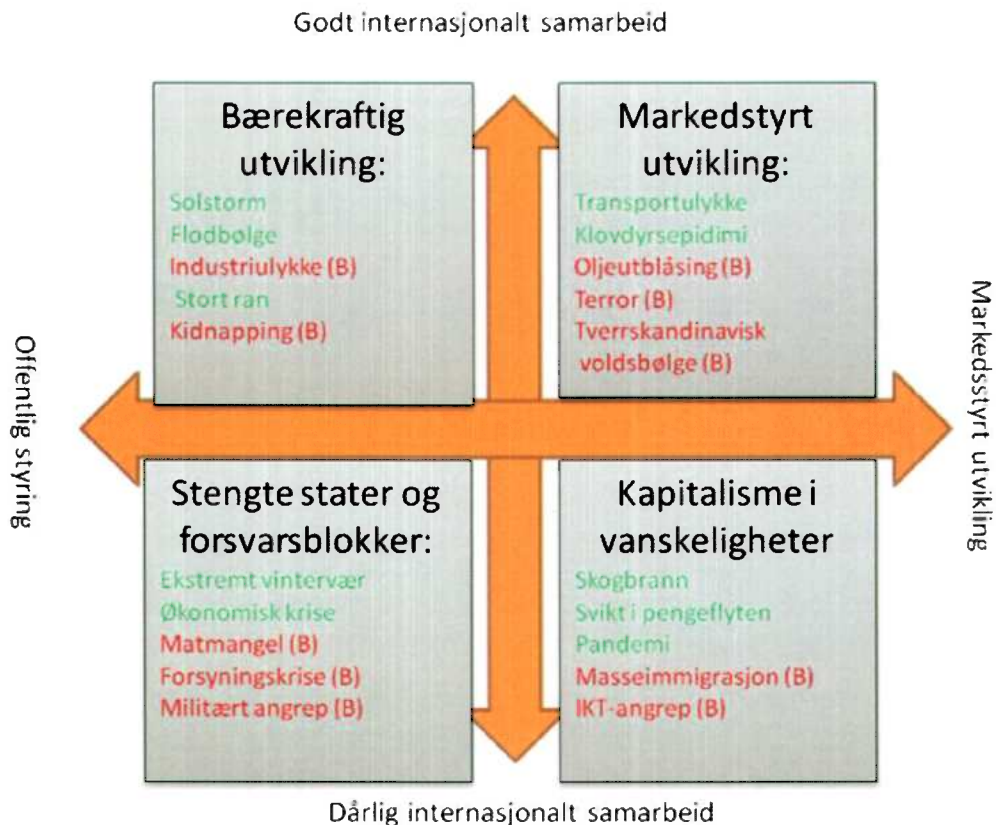 Godt internasjonalt samarbeid
Bærekraftig
utvikling:
Solstorm
Flodbølge
Industriulykke (B)
Stort ran
Kidnapping (B)
Markedstyrt
utvikling:
Transportulykke
Klovdyrsepidimi
Oljeutblåsing (B)
Terror (B)
Tverrskandinavisk
voldsbølge (B)
Offentlig styring
Markedsstyrt utvikling
Stengte stater og
forsvarsblokker:
Ekstremt vintervær
Økonomisk krise
Matmangel (B)
Forsyningskrise (B)
Militært angrep (B)
Kapitalisme i
vanskeligheter
Skogbrann
Svikt i pengeflyten
Pandemi
Masseimmigrasjon (B)
IKT-angrep (B)
Dårlig internasjonalt samarbeid